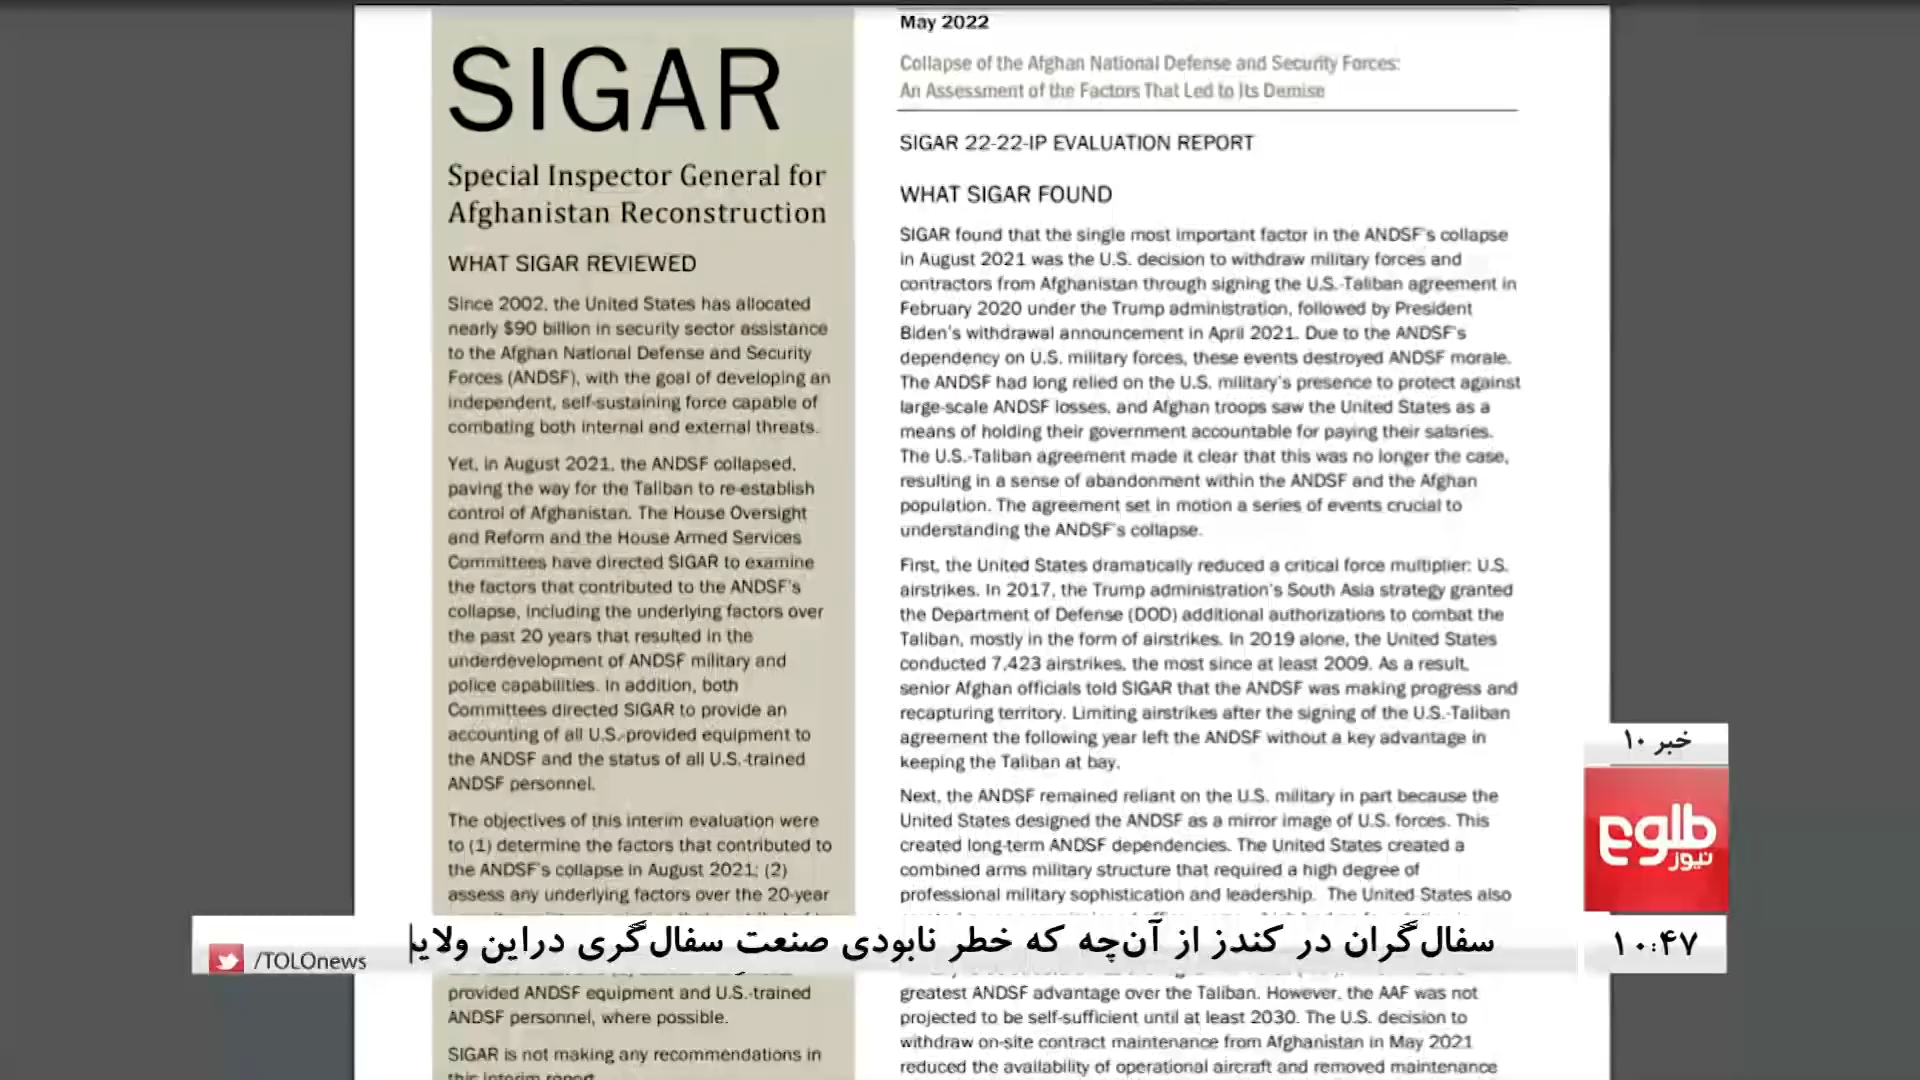 SIGAR
Special Inspector General for
Afghanistan Reconstruction
WHAT SIGAR REVIEWED
Since 2002, the United States has allocated
nearly $90 billion in security sector assistance
to the Afghan National Defense and Security
Forces (ANDSF), with the goal of developing an
independent, self-sustaining force capable of
combating both internal and external threats.
Yet, in August 2021, the ANDSF collapsed,
paving the way for the Taliban to re-establish
control of Afghanistan. The House Oversight
and Reform and the House Armed Services
Committees have directed SIGAR to examine
the factors that contributed to the ANDSF's
collapse, including the underlying factors over
the past 20 years that resulted in the
underdevelopment of ANDSF military and
police capabilities. In addition, both
Committees directed SIGAR to provide an
accounting of all U.S.-provided equipment to
the ANDSF and the status of all U.S.-trained
ANDSF personnel.
The objectives of this interim evaluation were
to (1) determine the factors that contributed to
the ANDSF's collapse in August 2021; (2)
assess any underlying factors over the 20-year
provided ANDSF equipment and U.S.-trained
ANDSF personnel, where possible.
SIGAR is not making any recommendations in
this interim report.
May 2022
Collapse of the Afghan National Defense and Security Forces:
An Assessment of the Factors That Led to Its Demise
SIGAR 22-22-IP EVALUATION REPORT
WHAT SIGAR FOUND
SIGAR found that the single most important factor in the ANDSF's collapse
in August 2021 was the U.S. decision to withdraw military forces and
contractors from Afghanistan through signing the U.S.-Taliban agreement in
February 2020 under the Trump administration, followed by President
Biden's withdrawal announcement in April 2021. Due to the ANDSF's
dependency on U.S. military forces, these events destroyed ANDSF morale.
The ANDSF had long relied on the U.S. military's presence to protect against
large-scale ANDSF losses, and Afghan troops saw the United States as a
means of holding their government accountable for paying their salaries.
The U.S.-Taliban agreement made it clear that this was no longer the case,
resulting in a sense of abandonment within the ANDSF and the Afghan
population. The agreement set in motion a series of events crucial to
understanding the ANDSF's collapse.
First, the United States dramatically reduced a critical force multiplier: U.S.
airstrikes. In 2017, the Trump administration's South Asia strategy granted
the Department of Defense (DOD) additional authorizations to combat the
Taliban, mostly in the form of airstrikes. In 2019 alone, the United States
conducted 7,423 airstrikes, the most since at least 2009. As a result,
senior Afghan officials told SIGAR that the ANDSF was making progress and
recapturing territory. Limiting airstrikes after the signing of the U.S.-Taliban
agreement the following year left the ANDSF without a key advantage in
keeping the Taliban at bay.
Next, the ANDSF remained reliant on the U.S. military in part because the
United States designed the ANDSF as a mirror image of U.S. forces. This
created long-term ANDSF dependencies. The United States created a
combined arms military structure that required a high degree of
professional military sophistication and leadership. The United States also
greatest ANDSF advantage over the Taliban. However, the AAF was not
projected to be self-sufficient until at least 2030. The U.S. decision to
withdraw on-site contract maintenance from Afghanistan in May 2021
reduced the availability of operational aircraft and removed maintenance
خبر ۱۰
طلوع
نیوز
۱۰:۴۷
سفال‌گران در کندز از آن‌چه که خطر نابودی صنعت سفال‌گری دراین
/TOLOnews